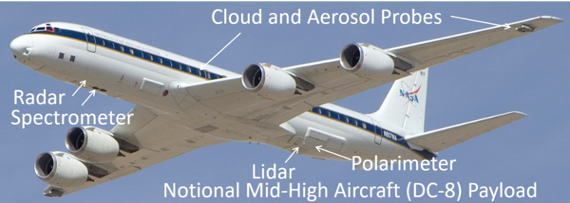 Cloud and Aerosol Probes
Radar
Spectrometer
NASA
Lidar
Polarimeter
Notional Mid-High Aircraft (DC-8) Payload